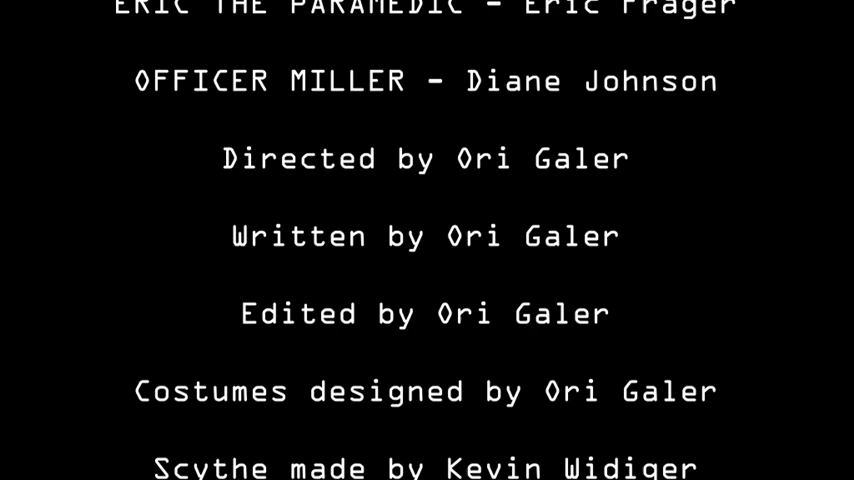 ERIC THE PARAMEDIC - Eric Frager
OFFICER MILLER - Diane Johnson
Directed by Ori Galer
Written by Ori Galer
Edited by Ori Galer
Costumes designed by Ori Galer
Scythe made by Kevin Widiger